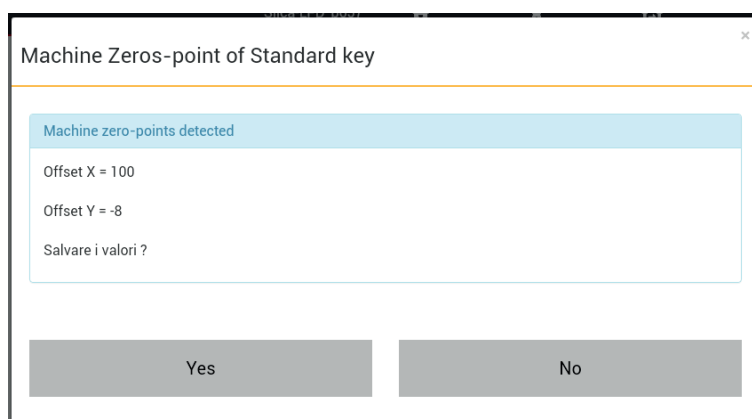 ×
Machine Zeros-point of Standard key
Machine zero-points detected
Offset X = 100
Offset Y = -8
Salvare i valori ?
Yes
No